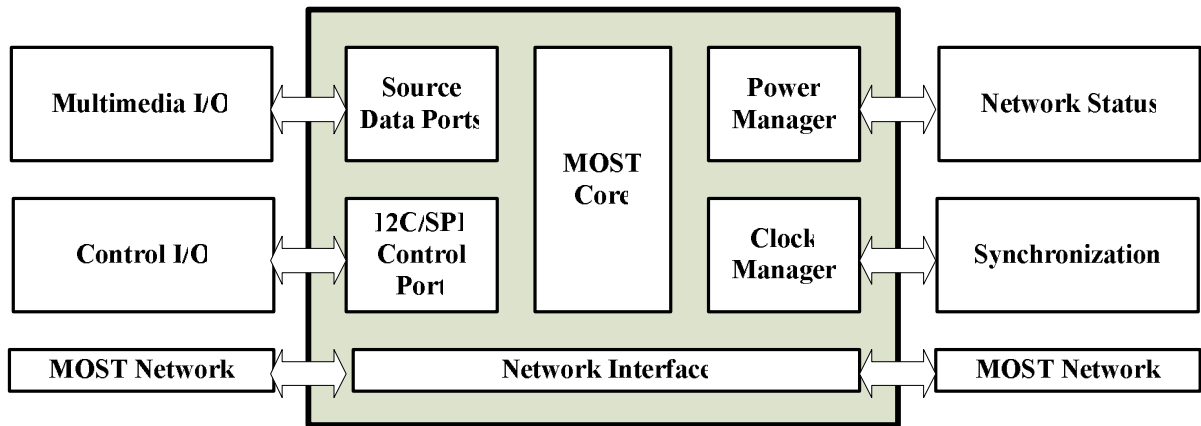 Multimedia I/O
Source
Data Ports
MOST
Core
Power
Manager
Network Status
Control I/O
I2C/SPI
Control
Port
Clock
Manager
Synchronization
MOST Network
Network Interface
MOST Network